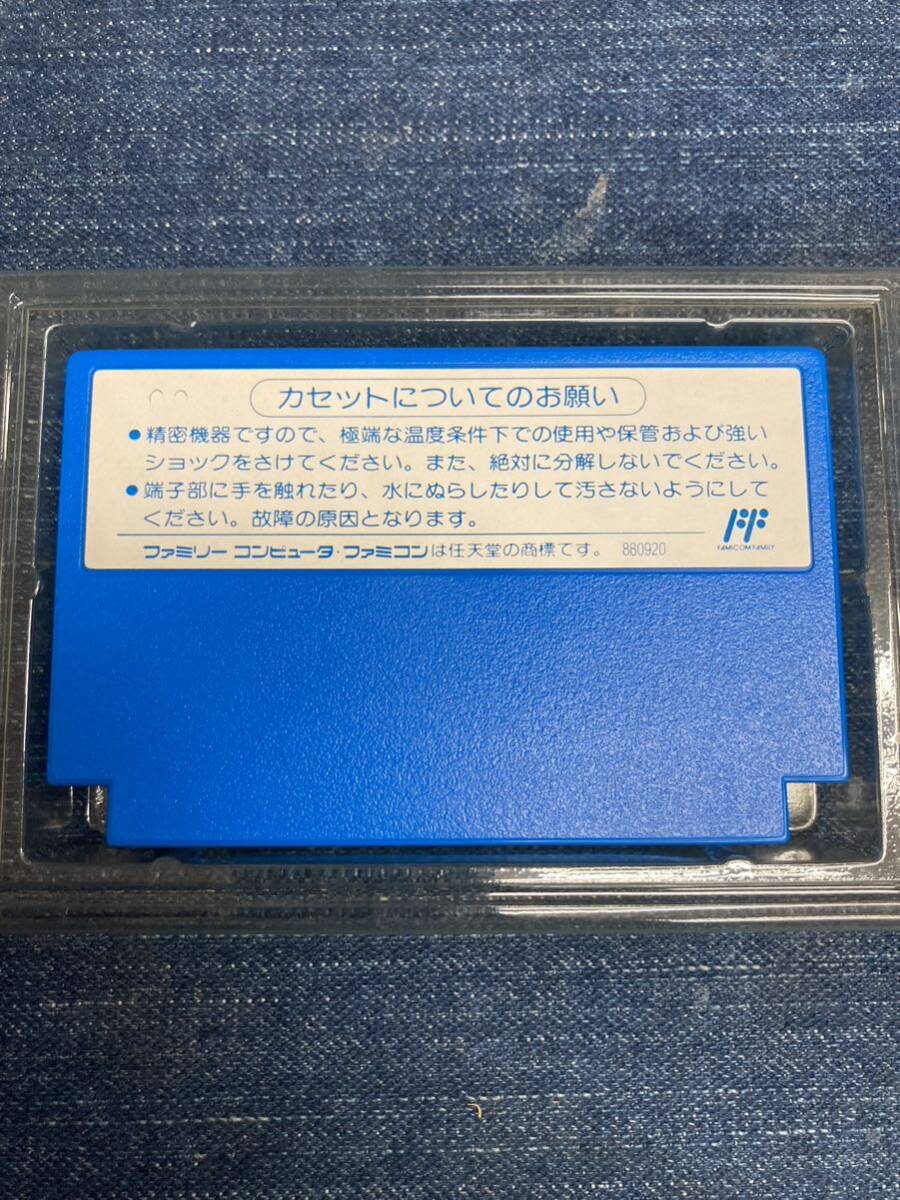 カセットについてのお願い
●精密機器ですので、極端な温度条件下での使用や保管および強い
ショックをさけてください。また、絶対に分解しないでください。
●端子部に手を触れたり、水にぬらしたりして汚さないようにして
ください。故障の原因となります。
FAMICOM FAMILY
ファミリー コンピュータ・ファミコンは任天堂の商標です。 880920